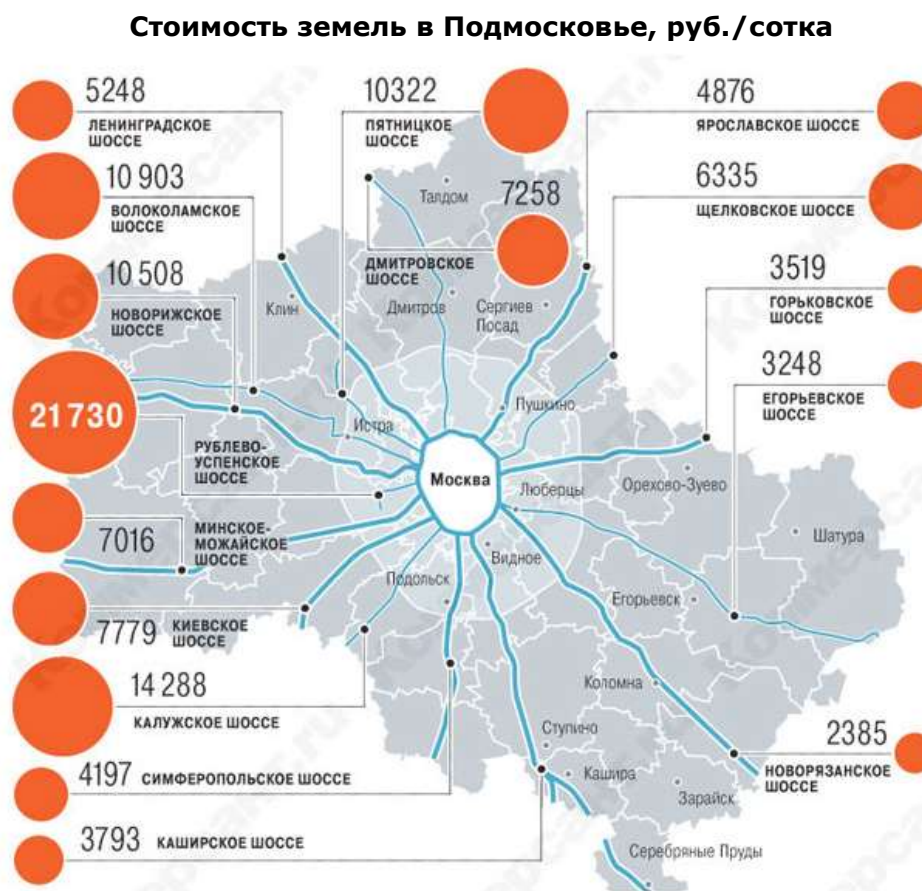 Стоимость земель в Подмосковье, руб./сотка
5248
ЛЕНИНГРАДСКОЕ
ШОССЕ
10322
ПЯТНИЦКОЕ
ШОССЕ
4876
ЯРОСЛАВСКОЕ ШОССЕ
10 903
ВОЛОКОЛАМСКОЕ
ШОССЕ
Талдом
7258
ДМИТРОВСКОЕ
ШОССЕ
6335
ЩЕЛКОВСКОЕ ШОССЕ
10 508
НОВОРИЖСКОЕ
ШОССЕ
Клин
Дмитров
Сергиев
Посад
3519
ГОРЬКОВСКОЕ
ШОССЕ
3248
ЕГОРЬЕВСКОЕ
ШОССЕ
21 730
РУБЛЕВО-
УСПЕНСКОЕ
ШОССЕ
Истра
Пушкино
Москва
Люберцы
Орехово-Зуево
Шатура
7016
МИНСКОЕ-
МОЖАЙСКОЕ
ШОССЕ
Видное
Подольск
Егорьевск
7779
КИЕВСКОЕ
ШОССЕ
14 288
КАЛУЖСКОЕ ШОССЕ
Коломна
Ступино
2385
НОВОРЯЗАНСКОЕ
ШОССЕ
4197 СИМФЕРОПОЛЬСКОЕ ШОССЕ
Кашира
Зарайск
3793 КАШИРСКОЕ ШОССЕ
Серебряные Пруды